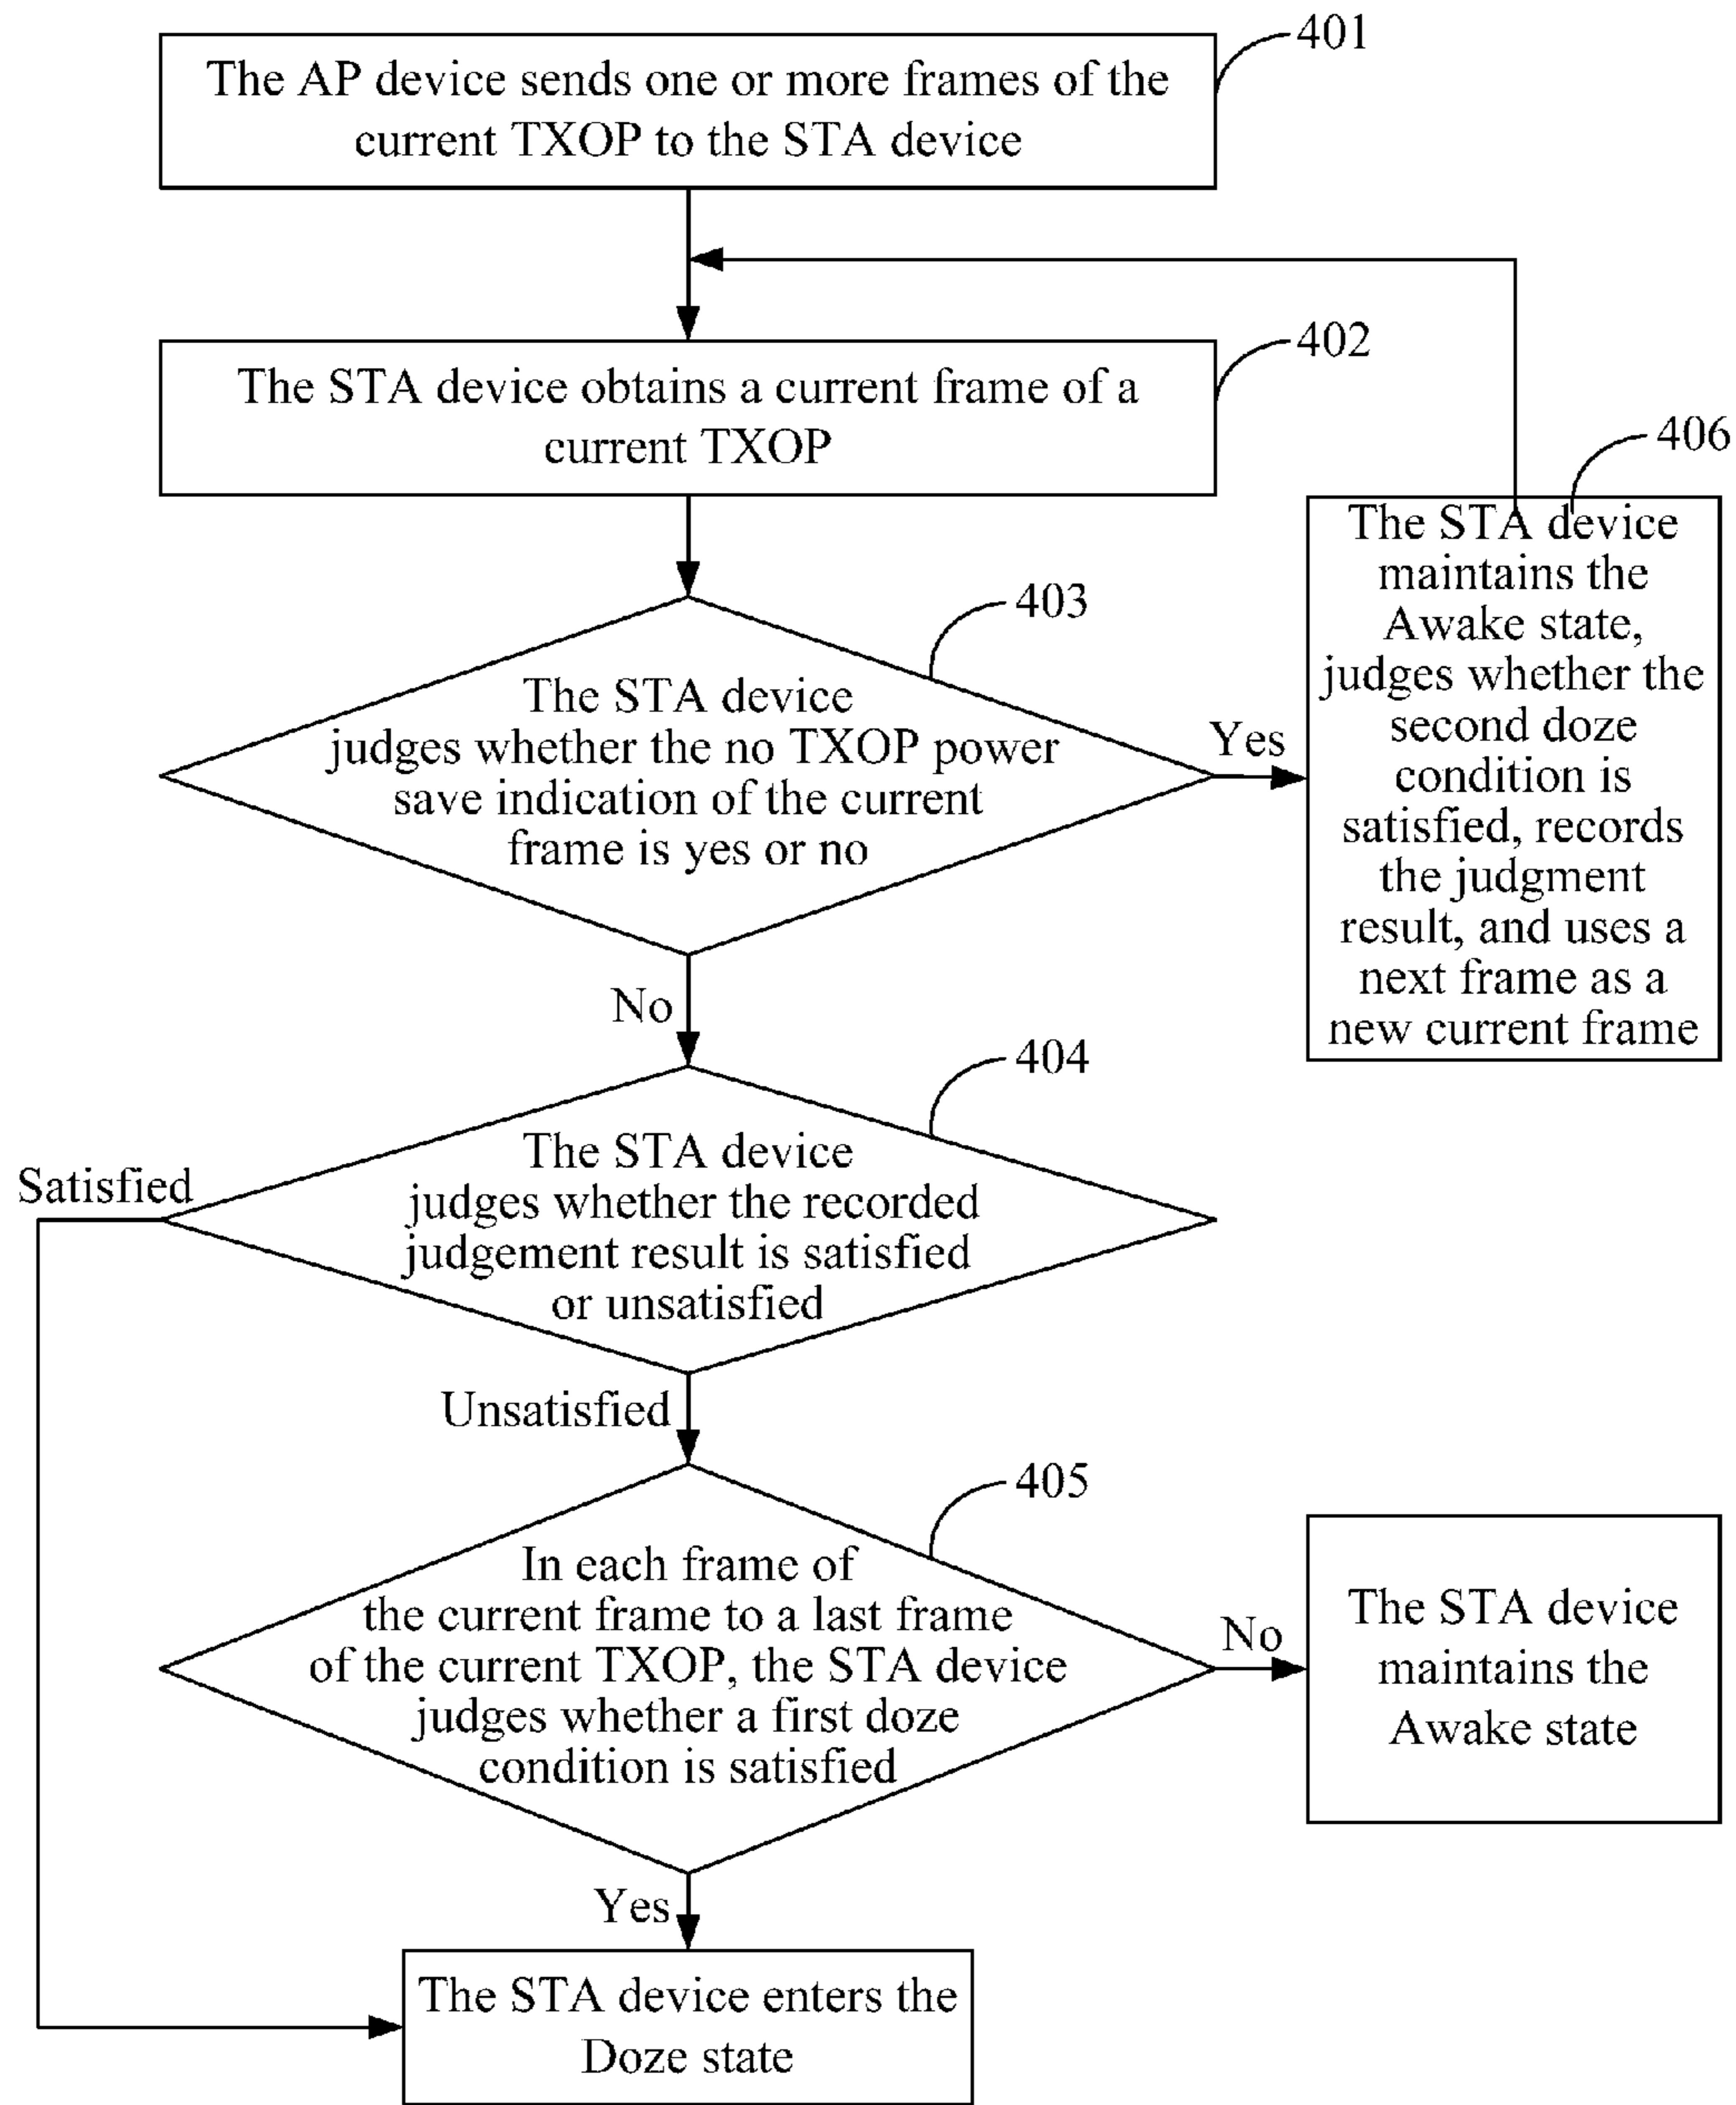 401
The AP device sends one or more frames of the
current TXOP to the STA device
402
The STA device obtains a current frame of a
current TXOP
403
The STA device
judges whether the no TXOP power
save indication of the current
frame is yes or no
Yes
406
The STA device
maintains the
Awake state,
judges whether the
second doze
condition is
satisfied, records
the judgment
result, and uses a
next frame as a
new current frame
No
404
The STA device
judges whether the recorded
judgement result is satisfied
or unsatisfied
Satisfied
Unsatisfied
405
In each frame of
the current frame to a last frame
of the current TXOP, the STA device
judges whether a first doze
condition is satisfied
No
The STA device
maintains the
Awake state
Yes
The STA device enters the
Doze state